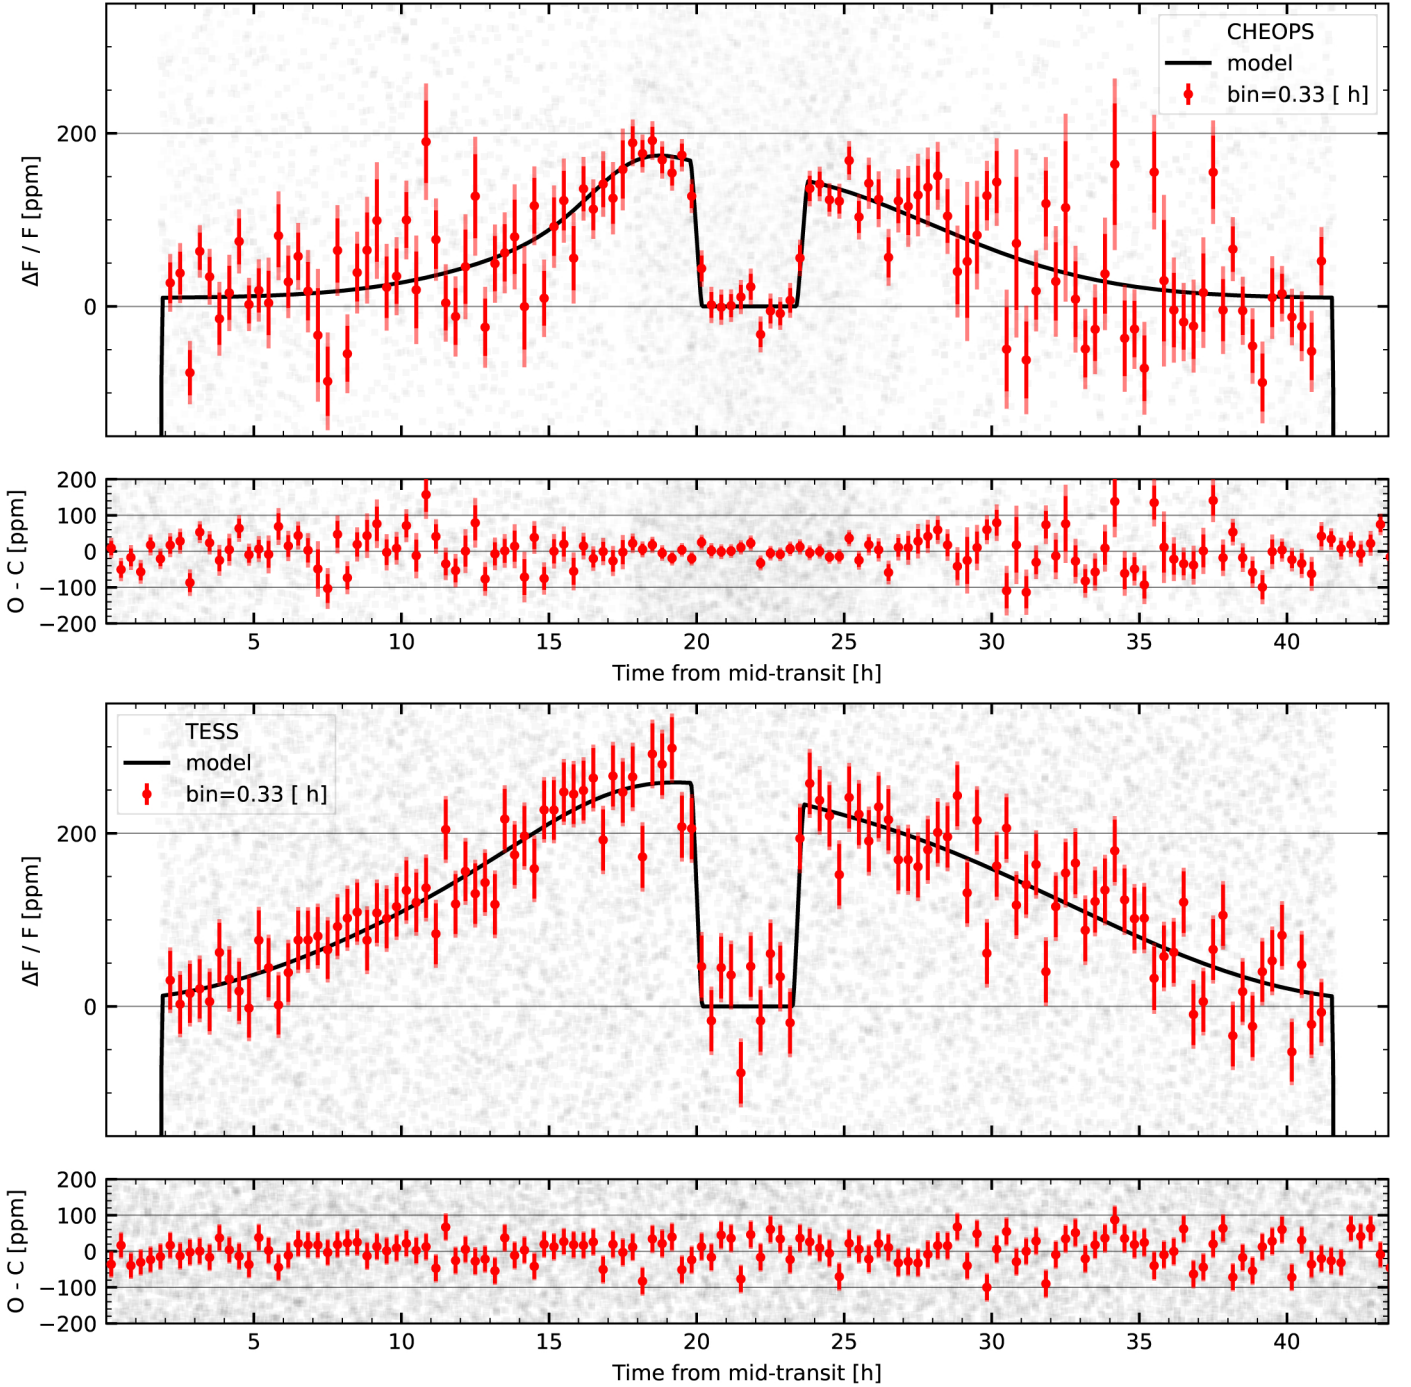 CHEOPS
model
bin=0.33 [ h]
ΔF / F [ppm]
200
0
O - C [ppm]
200
100
0
−100
−200
5 10 15 20 25 30 35 40
Time from mid-transit [h]
TESS
model
bin=0.33 [ h]
ΔF / F [ppm]
200
0
O - C [ppm]
200
100
0
−100
−200
5 10 15 20 25 30 35 40
Time from mid-transit [h]